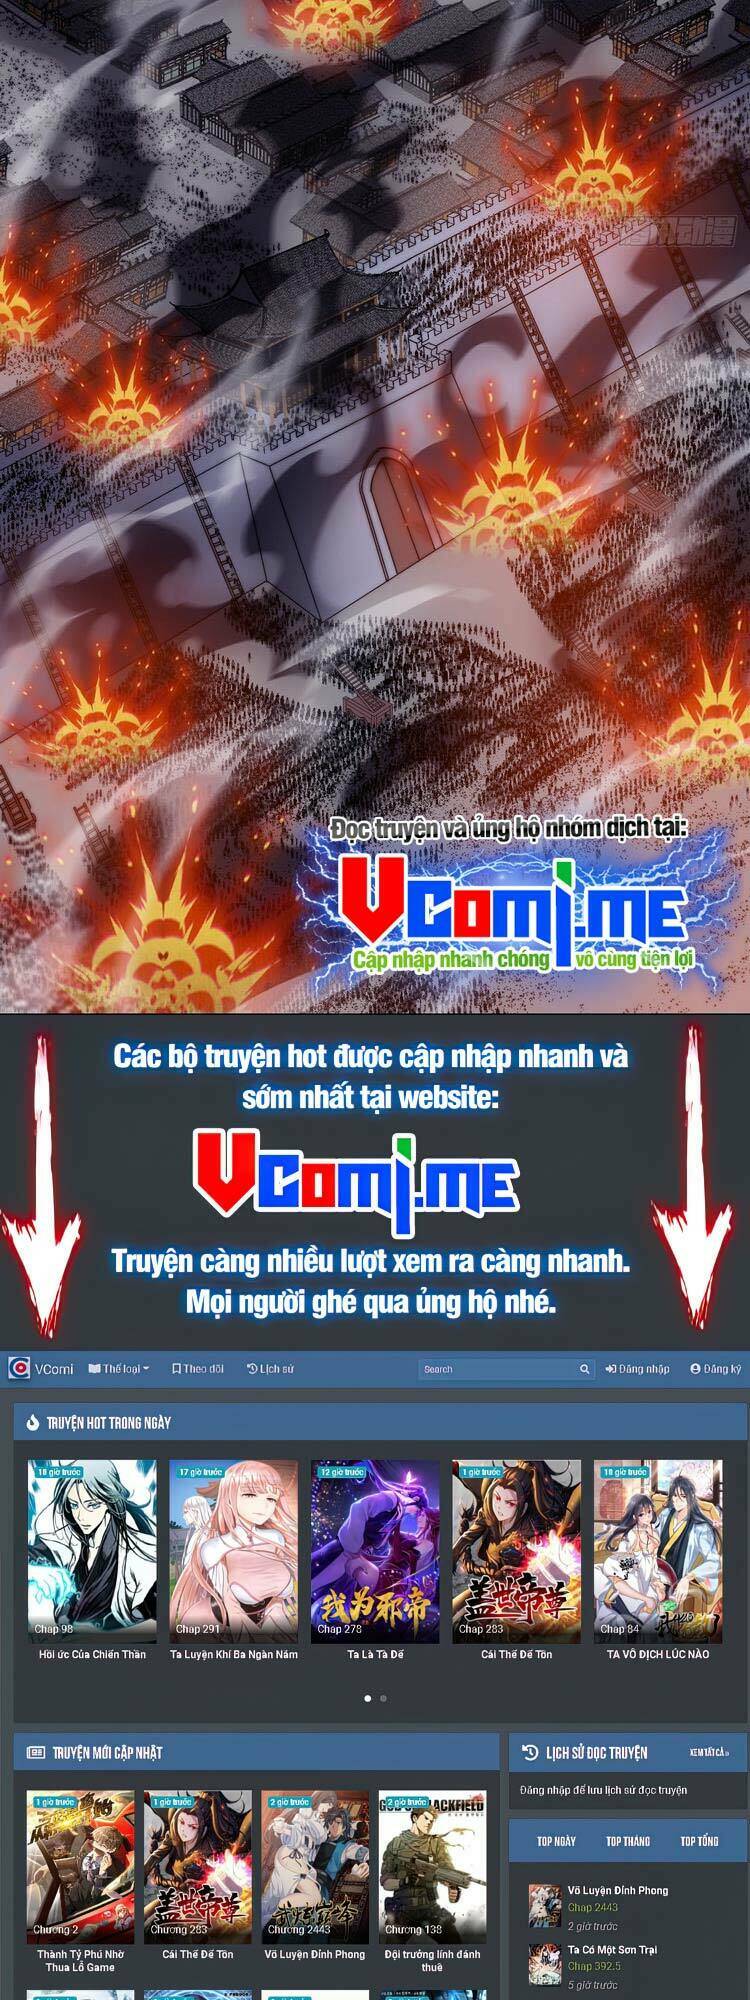 腾讯动漫
Đọc truyện và ủng hộ nhóm dịch tại:
VComi.ME
Cập nhập nhanh chóng vô cùng tiện lợi
Các bộ truyện hot được cập nhập nhanh và
sớm nhất tại website:
VComi.ME
Truyện càng nhiều lượt xem ra càng nhanh.
Mọi người ghé qua ủng hộ nhé.
VComi Thể loại Theo dõi Lịch sử Search Đăng nhập Đăng ký
TRUYỆN HOT TRONG NGÀY
18 giờ trước 17 giờ trước 12 giờ trước 1 giờ trước 18 giờ trước
我为邪帝 盖世帝尊
Chap 98 Chap 291 Chap 278 Chap 283 Chap 84
Hồi ức Của Chiến Thần Ta Luyện Khí Ba Ngàn Năm Ta Là Tà Đế Cái Thế Đế Tôn TA VÔ ĐỊCH LÚC NÀO
TRUYỆN MỚI CẬP NHẬT
LỊCH SỬ ĐỌC TRUYỆN XEM TẤT CẢ »
Đăng nhập để lưu lịch sử đọc truyện
1 giờ trước 1 giờ trước 2 giờ trước 2 giờ trước
BLACKFIELD
盖世帝尊 武炼巅峰
Chương 2 Chương 283 Chương 2443 Chương 138
Thành Tỷ Phú Nhờ Cái Thế Đế Tôn Võ Luyện Đỉnh Phong Đội trưởng lính đánh
Thua Lỗ Game thuê
TOP NGÀY TOP THÁNG TOP TỔNG
Võ Luyện Đỉnh Phong
Chap 2443
2 giờ trước
Ta Có Một Sơn Trại
Chap 392.5
5 giờ trước